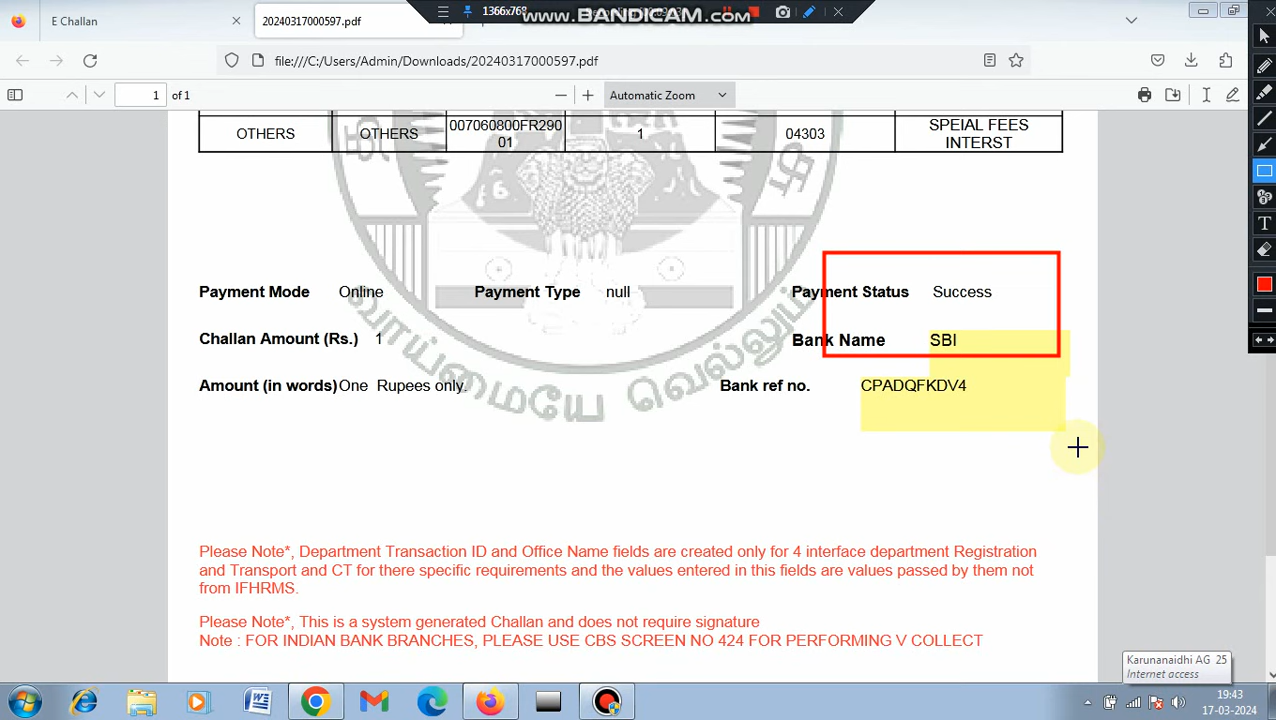 1366x768
www.BANDICAM.com
E Challan
20240317000597.pdf
file:///C:/Users/Admin/Downloads/20240317000597.pdf
1 of 1
Automatic Zoom
OTHERS OTHERS 007060800FR290 1 04303 SPEIAL FEES
01 INTERST
Payment Mode Online Payment Type null Payment Status Success
Challan Amount (Rs.) 1 Bank Name SBI
Amount (in words)One Rupees only. Bank ref no. CPADQFKDV4
வாய்மையே வெல்லும்
Please Note*, Department Transaction ID and Office Name fields are created only for 4 interface department Registration
and Transport and CT for there specific requirements and the values entered in this fields are values passed by them not
from IFHRMS.
Please Note*, This is a system generated Challan and does not require signature
Note : FOR INDIAN BANK BRANCHES, PLEASE USE CBS SCREEN NO 424 FOR PERFORMING V COLLECT
Karunanaidhi AG 25
Internet access
19:43
17-03-2024